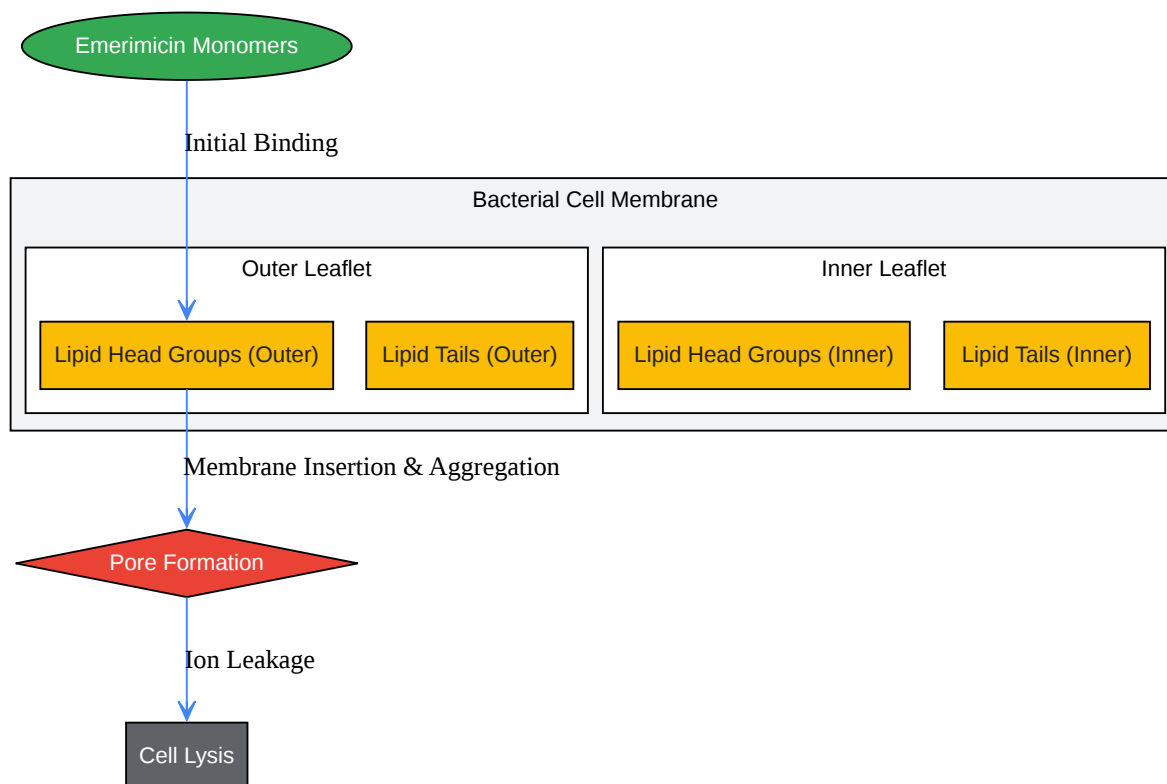 Emerimicin Monomers
Initial Binding
Bacterial Cell Membrane
Outer Leaflet
Inner Leaflet
Lipid Head Groups (Outer)
Lipid Tails (Outer)
Lipid Head Groups (Inner)
Lipid Tails (Inner)
Membrane Insertion & Aggregation
Pore Formation
Ion Leakage
Cell Lysis